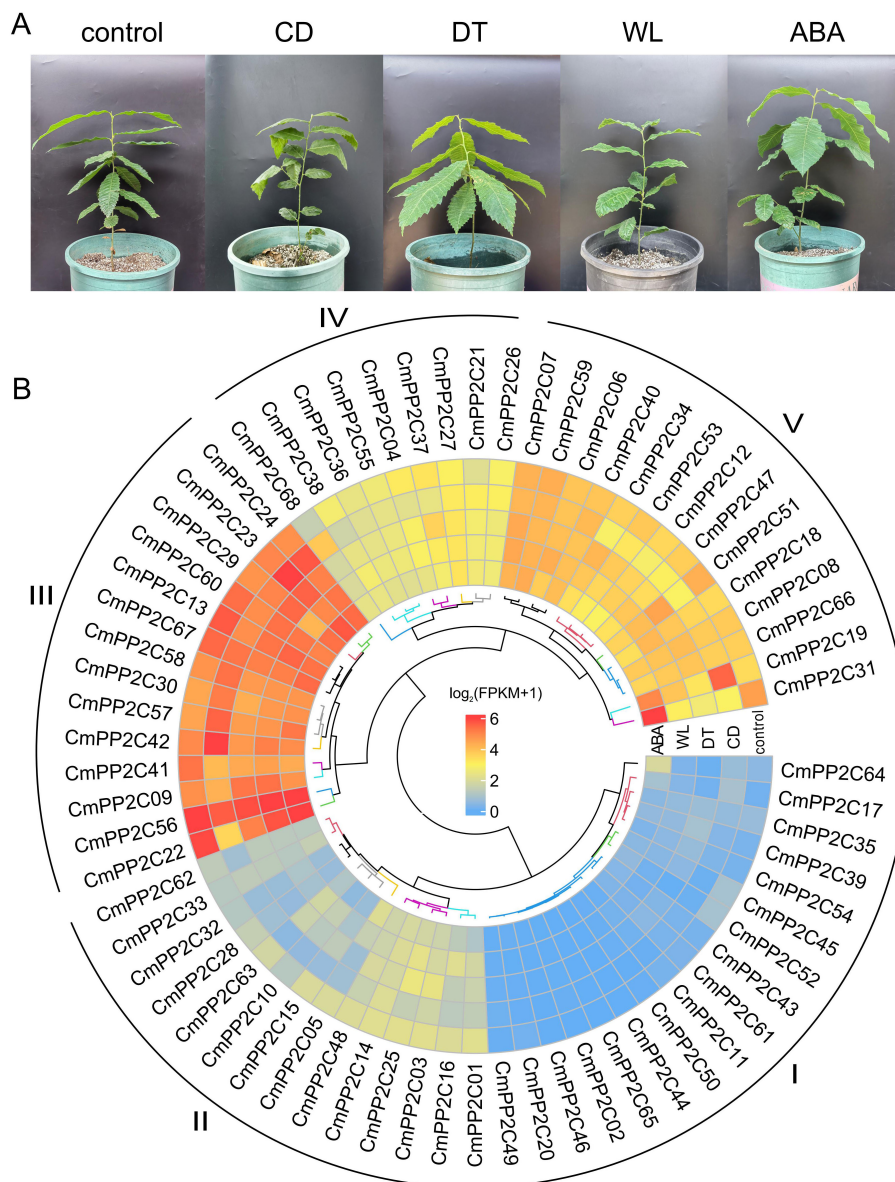 A
control
CD
DT
WL
ABA
B
IV
V
III
II
I
CmPP2C22
CmPP2C56
CmPP2C09
CmPP2C41
CmPP2C42
CmPP2C57
CmPP2C30
CmPP2C58
CmPP2C67
CmPP2C13
CmPP2C60
CmPP2C29
CmPP2C23
CmPP2C24
CmPP2C68
CmPP2C38
CmPP2C36
CmPP2C55
CmPP2C04
CmPP2C37
CmPP2C27
CmPP2C21
CmPP2C26
CmPP2C07
CmPP2C59
CmPP2C06
CmPP2C40
CmPP2C34
CmPP2C53
CmPP2C12
CmPP2C47
CmPP2C51
CmPP2C18
CmPP2C08
CmPP2C66
CmPP2C19
CmPP2C31
ABA
WL
DT
CD
control
log₂(FPKM+1)
6
4
2
0
CmPP2C64
CmPP2C17
CmPP2C35
CmPP2C39
CmPP2C54
CmPP2C45
CmPP2C52
CmPP2C43
CmPP2C61
CmPP2C11
CmPP2C50
CmPP2C44
CmPP2C65
CmPP2C02
CmPP2C46
CmPP2C20
CmPP2C49
CmPP2C01
CmPP2C16
CmPP2C03
CmPP2C25
CmPP2C14
CmPP2C48
CmPP2C05
CmPP2C15
CmPP2C10
CmPP2C63
CmPP2C28
CmPP2C32
CmPP2C33
CmPP2C62